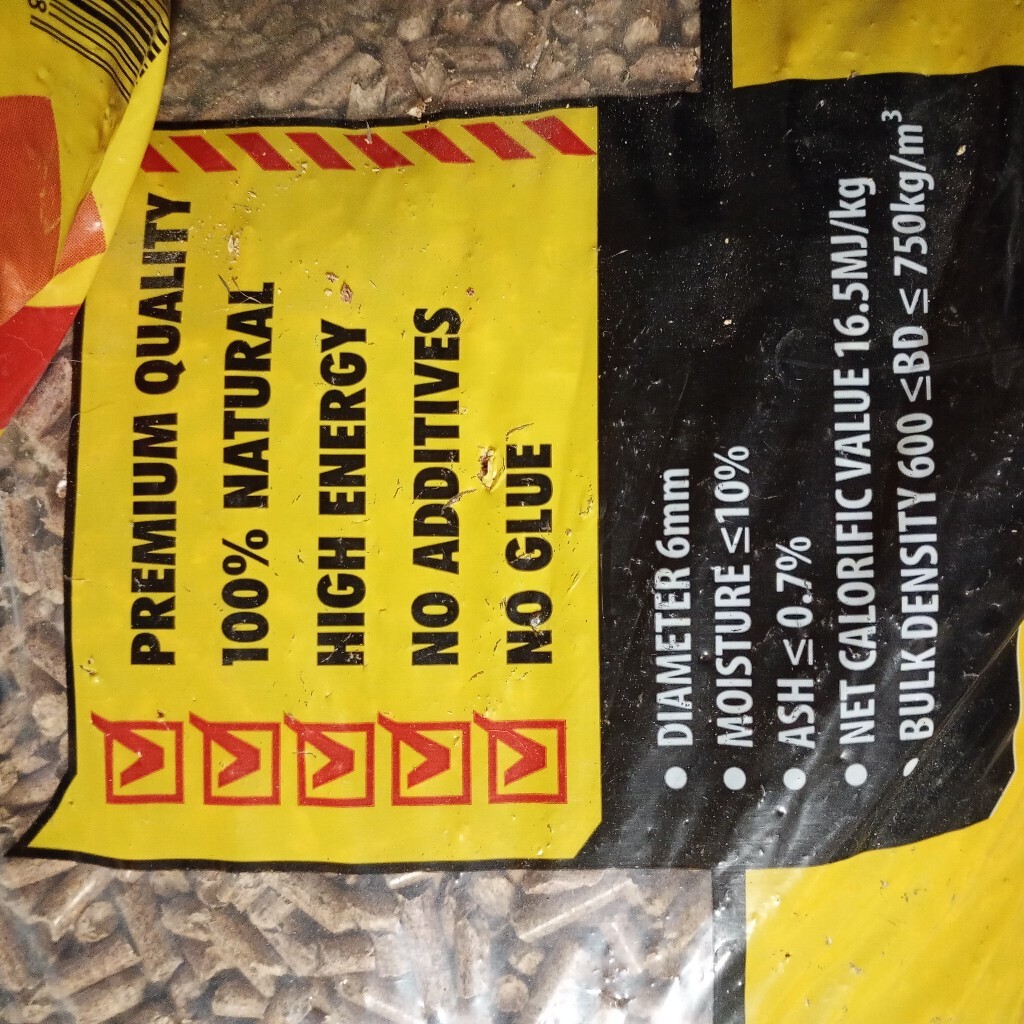 PREMIUM QUALITY
100% NATURAL
HIGH ENERGY
NO ADDITIVES
NO GLUE
• DIAMETER 6mm
• MOISTURE ≤10%
• ASH ≤ 0.7%
• NET CALORIFIC VALUE 16.5MJ/kg
• BULK DENSITY 600 ≤BD ≤ 750kg/m³
8